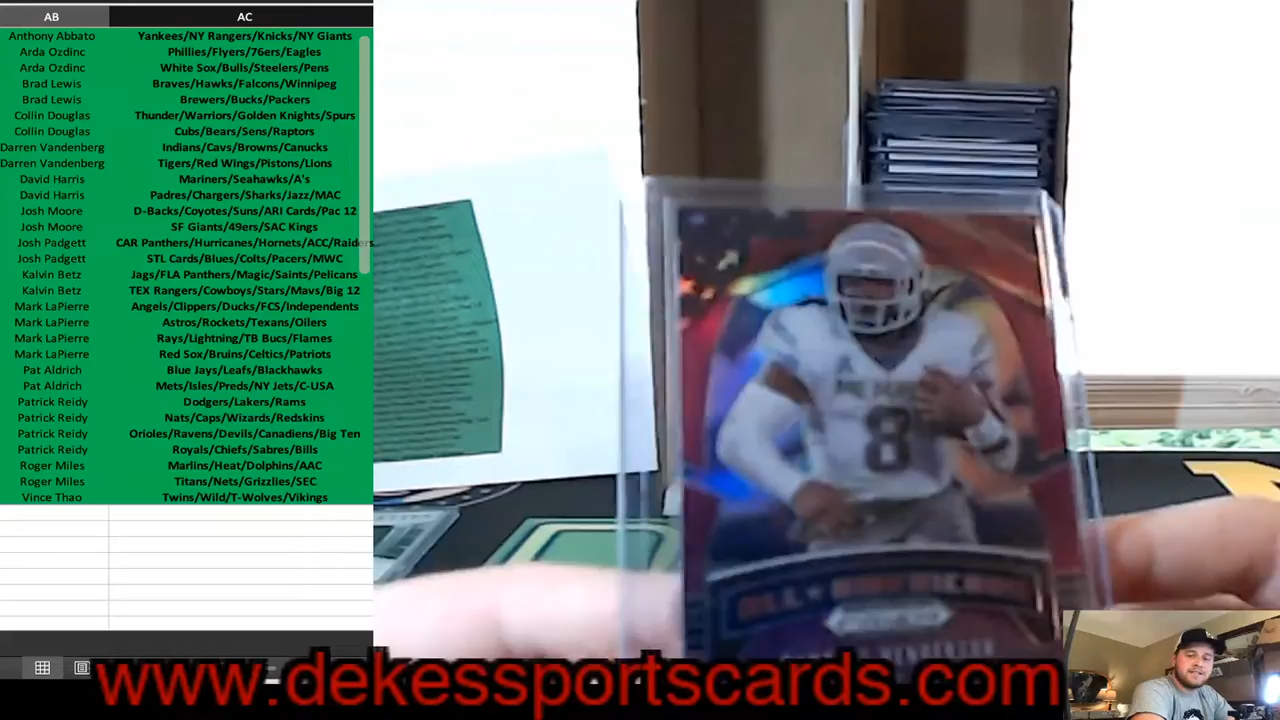 AB AC
Anthony Abbato Yankees/NY Rangers/Knicks/NY Giants
Arda Ozdinc Phillies/Flyers/76ers/Eagles
Arda Ozdinc White Sox/Bulls/Steelers/Pens
Brad Lewis Braves/Hawks/Falcons/Winnipeg
Brad Lewis Brewers/Bucks/Packers
Collin Douglas Thunder/Warriors/Golden Knights/Spurs
Collin Douglas Cubs/Bears/Sens/Raptors
Darren Vandenberg Indians/Cavs/Browns/Canucks
Darren Vandenberg Tigers/Red Wings/Pistons/Lions
David Harris Mariners/Seahawks/A's
David Harris Padres/Chargers/Sharks/Jazz/MAC
Josh Moore D-Backs/Coyotes/Suns/ARI Cards/Pac 12
Josh Moore SF Giants/49ers/SAC Kings
Josh Padgett CAR Panthers/Hurricanes/Hornets/ACC/Raiders
Josh Padgett STL Cards/Blues/Colts/Pacers/MWC
Kalvin Betz Jags/FLA Panthers/Magic/Saints/Pelicans
Kalvin Betz TEX Rangers/Cowboys/Stars/Mavs/Big 12
Mark LaPierre Angels/Clippers/Ducks/FCS/Independents
Mark LaPierre Astros/Rockets/Texans/Oilers
Mark LaPierre Rays/Lightning/TB Bucs/Flames
Mark LaPierre Red Sox/Bruins/Celtics/Patriots
Pat Aldrich Blue Jays/Leafs/Blackhawks
Pat Aldrich Mets/Isles/Preds/NY Jets/C-USA
Patrick Reidy Dodgers/Lakers/Rams
Patrick Reidy Nats/Caps/Wizards/Redskins
Patrick Reidy Orioles/Ravens/Devils/Canadiens/Big Ten
Patrick Reidy Royals/Chiefs/Sabres/Bills
Roger Miles Marlins/Heat/Dolphins/AAC
Roger Miles Titans/Nets/Grizzlies/SEC
Vince Thao Twins/Wild/T-Wolves/Vikings
8
ALL-AMERICANS
HENDERSON
www.dekessportscards.com